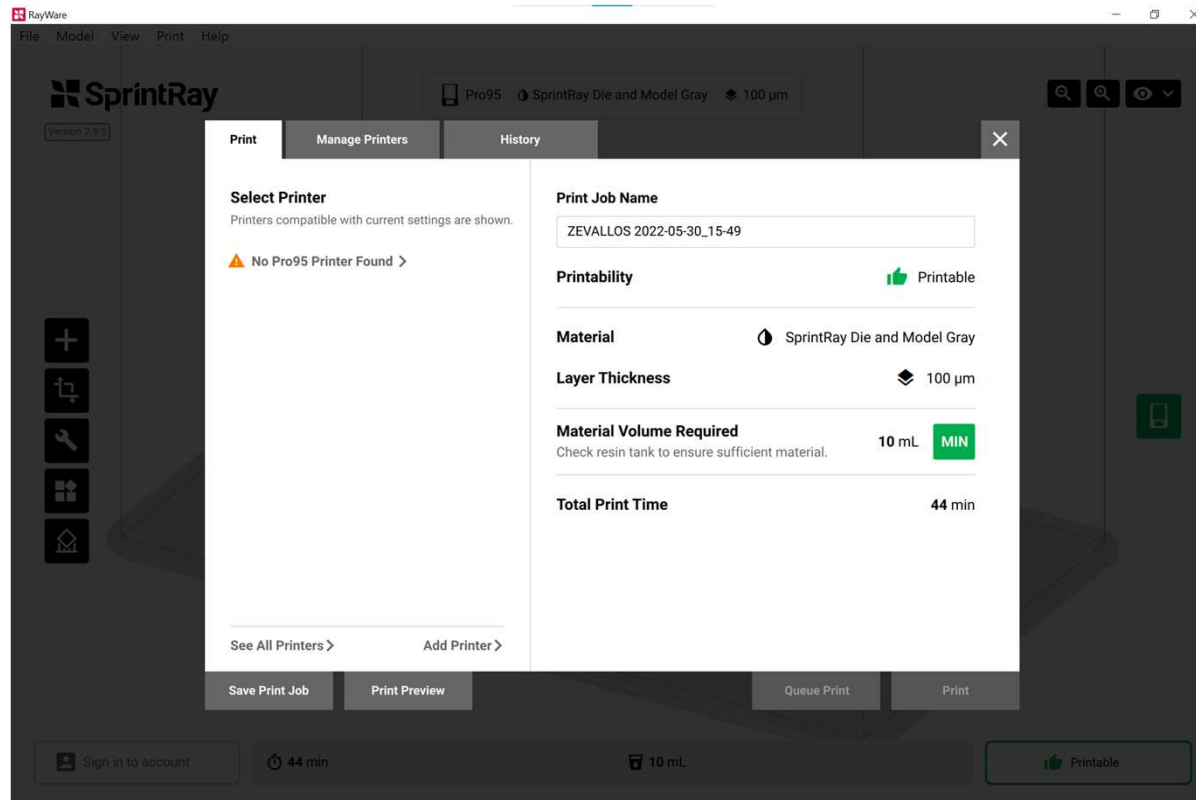 RayWare
File Model View Print Help
SprintRay
Pro95 SprintRay Die and Model Gray 100 µm
Version 2.9.0
Print Manage Printers History
Select Printer
Printers compatible with current settings are shown.
No Pro95 Printer Found >
Print Job Name
ZEVALLOS 2022-05-30_15-49
Printability Printable
Material SprintRay Die and Model Gray
Layer Thickness 100 µm
Material Volume Required
Check resin tank to ensure sufficient material.
10 mL MIN
Total Print Time 44 min
See All Printers > Add Printer >
Save Print Job Print Preview Queue Print Print
Sign in to account 44 min 10 mL Printable